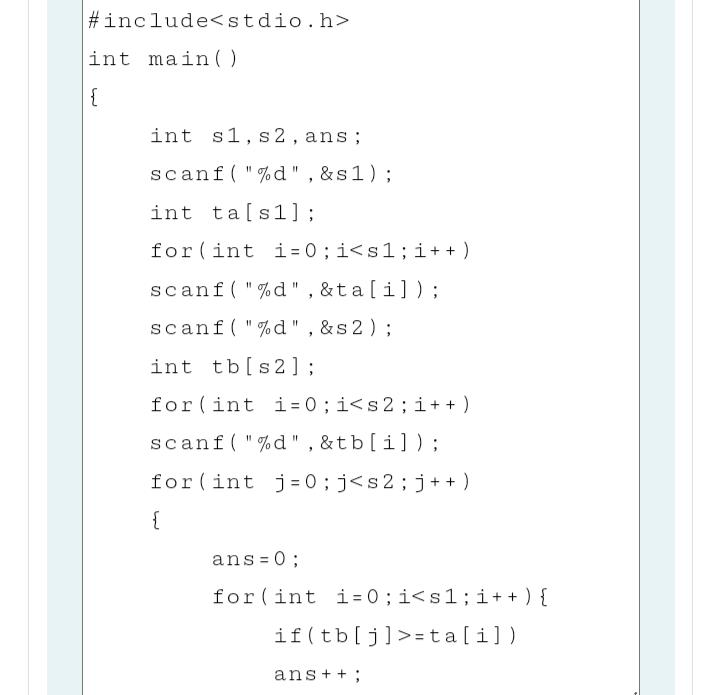 #include<stdio.h>
int main()
{
int s1,s2,ans;
scanf("%d",&s1);
int ta[s1];
for(int i=0;i<s1;i++)
scanf("%d",&ta[i]);
scanf("%d",&s2);
int tb[s2];
for(int i=0;i<s2;i++)
scanf("%d",&tb[i]);
for(int j=0;j<s2;j++)
{
ans=0;
for(int i=0;i<s1;i++){
if(tb[j]>=ta[i])
ans++;